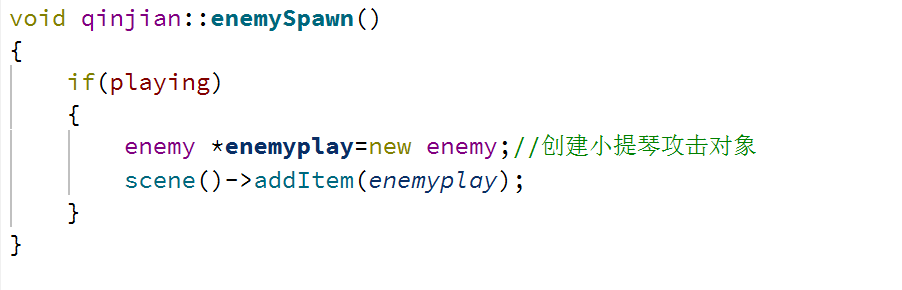 void qinjian::enemySpawn()
{
    if(playing)
    {
        enemy *enemyplay=new enemy;//创建小提琴攻击对象
        scene()->addItem(enemyplay);
    }
}